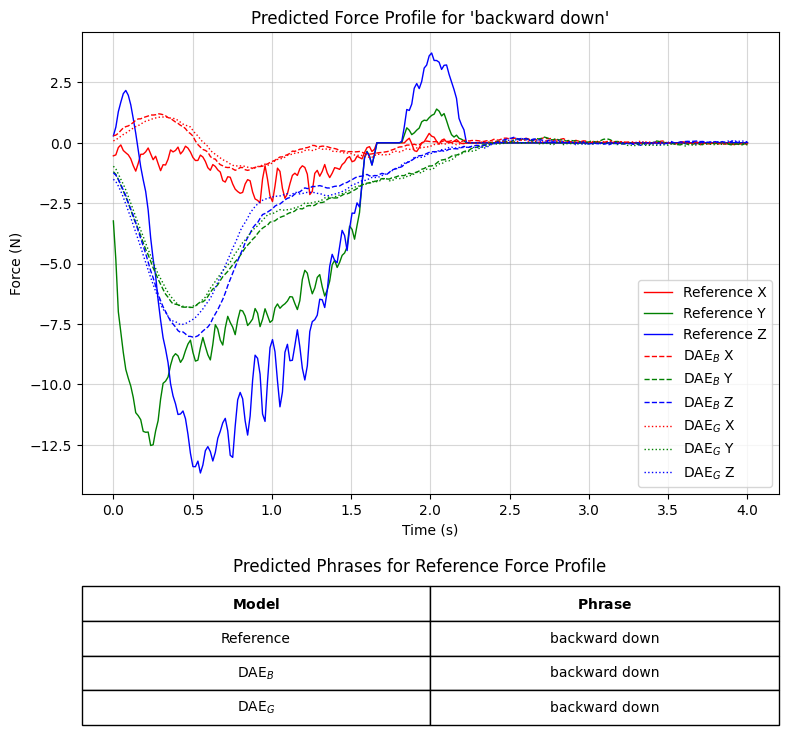 Predicted Force Profile for 'backward down'
Force (N)
2.5
0.0
−2.5
−5.0
−7.5
−10.0
−12.5
Reference X
Reference Y
Reference Z
DAE_B X
DAE_B Y
DAE_B Z
DAE_G X
DAE_G Y
DAE_G Z
0.0 0.5 1.0 1.5 2.0 2.5 3.0 3.5 4.0
Time (s)
Predicted Phrases for Reference Force Profile
Model Phrase
Reference backward down
DAE_B backward down
DAE_G backward down